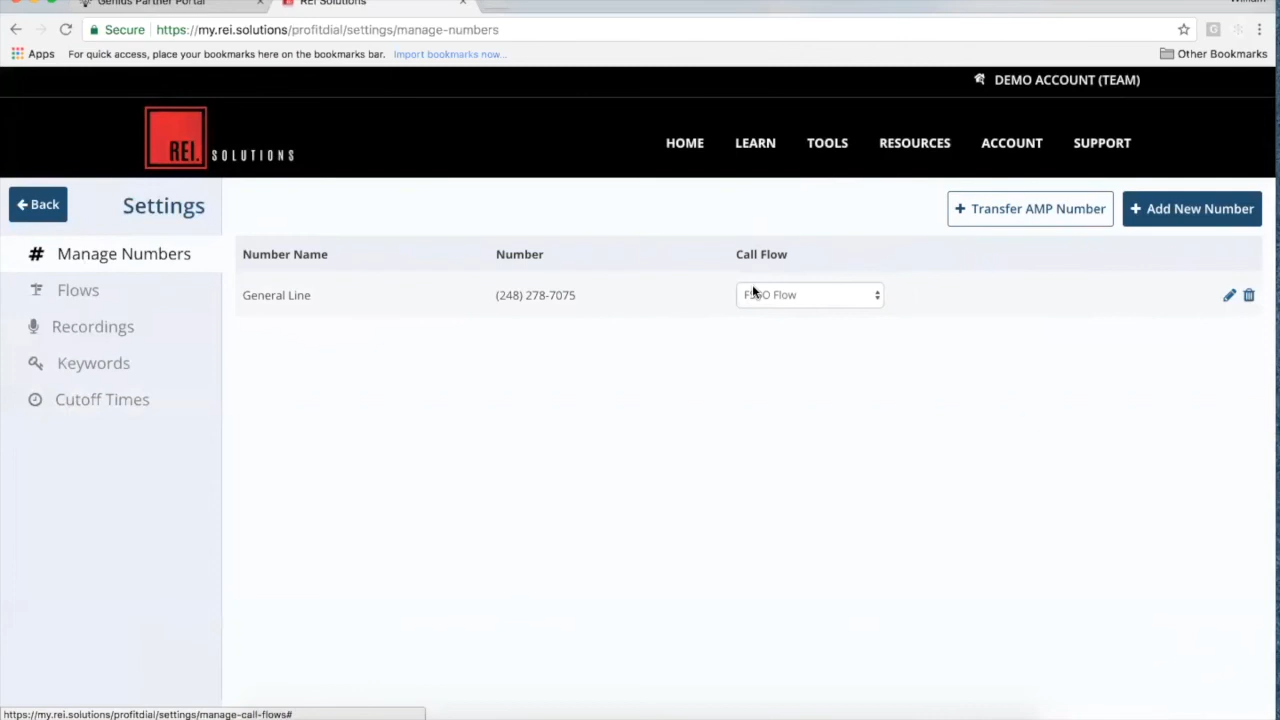 Genius Partner Portal
REI Solutions
Secure https://my.rei.solutions/profitdial/settings/manage-numbers
Apps For quick access, place your bookmarks here on the bookmarks bar. Import bookmarks now... Other Bookmarks
DEMO ACCOUNT (TEAM)
REI. SOLUTIONS
HOME LEARN TOOLS RESOURCES ACCOUNT SUPPORT
Back Settings
+ Transfer AMP Number + Add New Number
# Manage Numbers
Flows
Recordings
Keywords
Cutoff Times
Number Name Number Call Flow
General Line (248) 278-7075 Flow
https://my.rei.solutions/profitdial/settings/manage-call-flows#